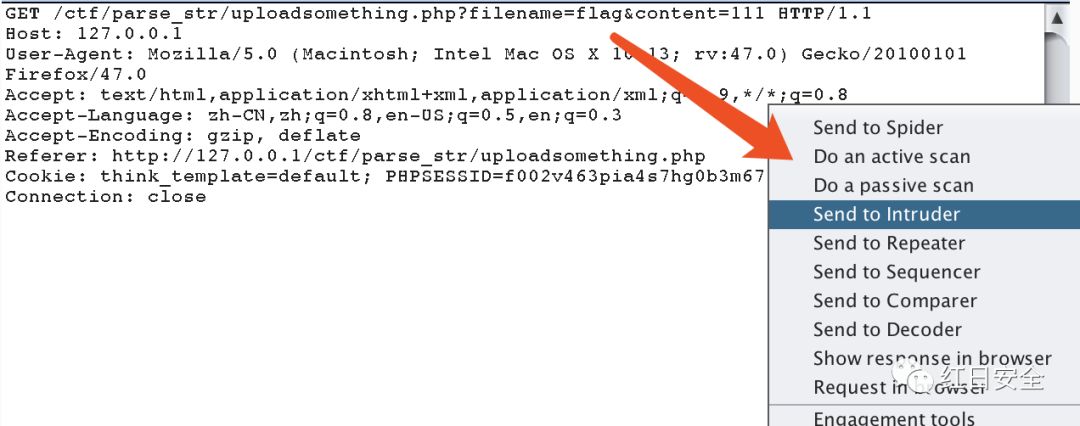 GET /ctf/parse_str/uploadsomething.php?filename=flag&content=111 HTTP/1.1
Host: 127.0.0.1
User-Agent: Mozilla/5.0 (Macintosh; Intel Mac OS X 10.13; rv:47.0) Gecko/20100101
Firefox/47.0
Accept: text/html,application/xhtml+xml,application/xml;q= 9,*/*;q=0.8
Accept-Language: zh-CN,zh;q=0.8,en-US;q=0.5,en;q=0.3
Accept-Encoding: gzip, deflate
Referer: http://127.0.0.1/ctf/parse_str/uploadsomething.php
Cookie: think_template=default; PHPSESSID=f002v463pia4s7hg0b3m67
Connection: close
Send to Spider
Do an active scan
Do a passive scan
Send to Intruder
Send to Repeater
Send to Sequencer
Send to Comparer
Send to Decoder
Show response in browser
Request in browser
Engagement tools
红日安全